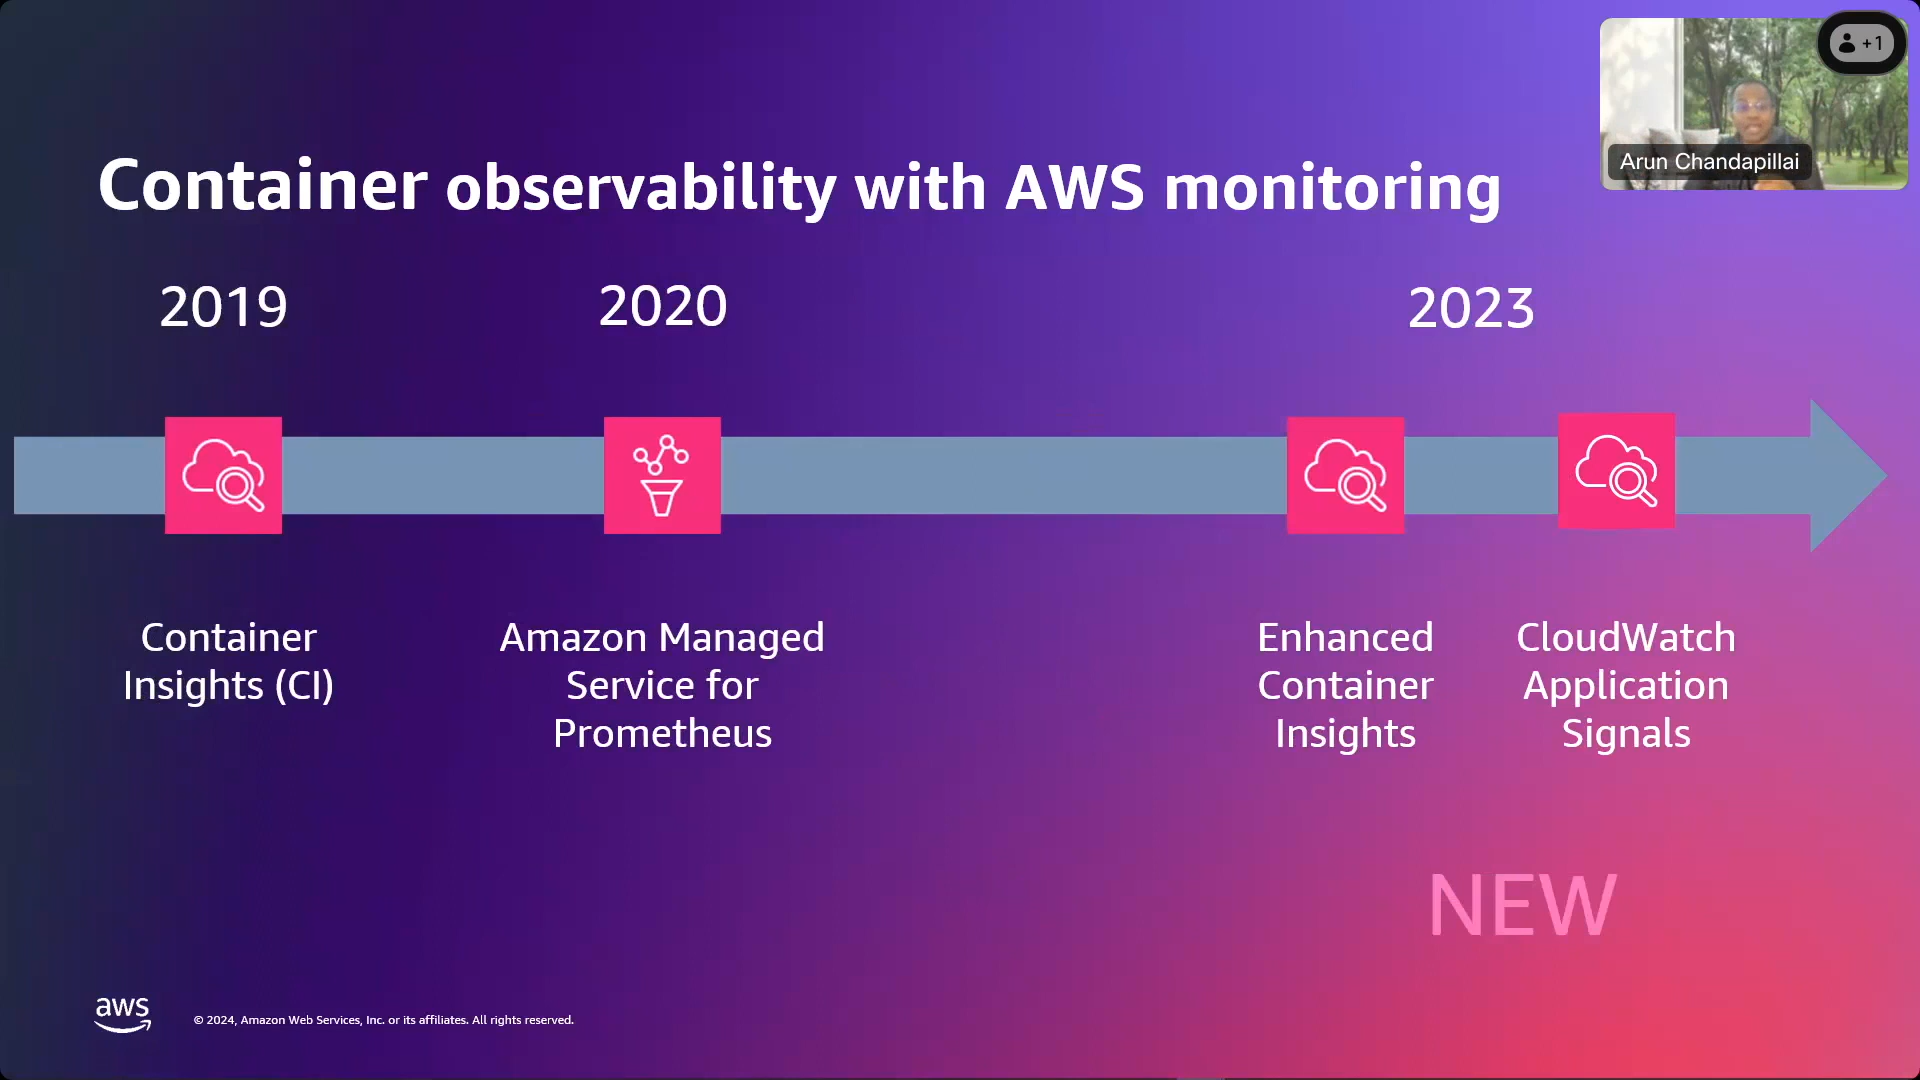 +1
Arun Chandapillai
Container observability with AWS monitoring
2019
2020
2023
Container
Insights (CI)
Amazon Managed
Service for
Prometheus
Enhanced
Container
Insights
CloudWatch
Application
Signals
NEW
aws
© 2024, Amazon Web Services, Inc. or its affiliates. All rights reserved.